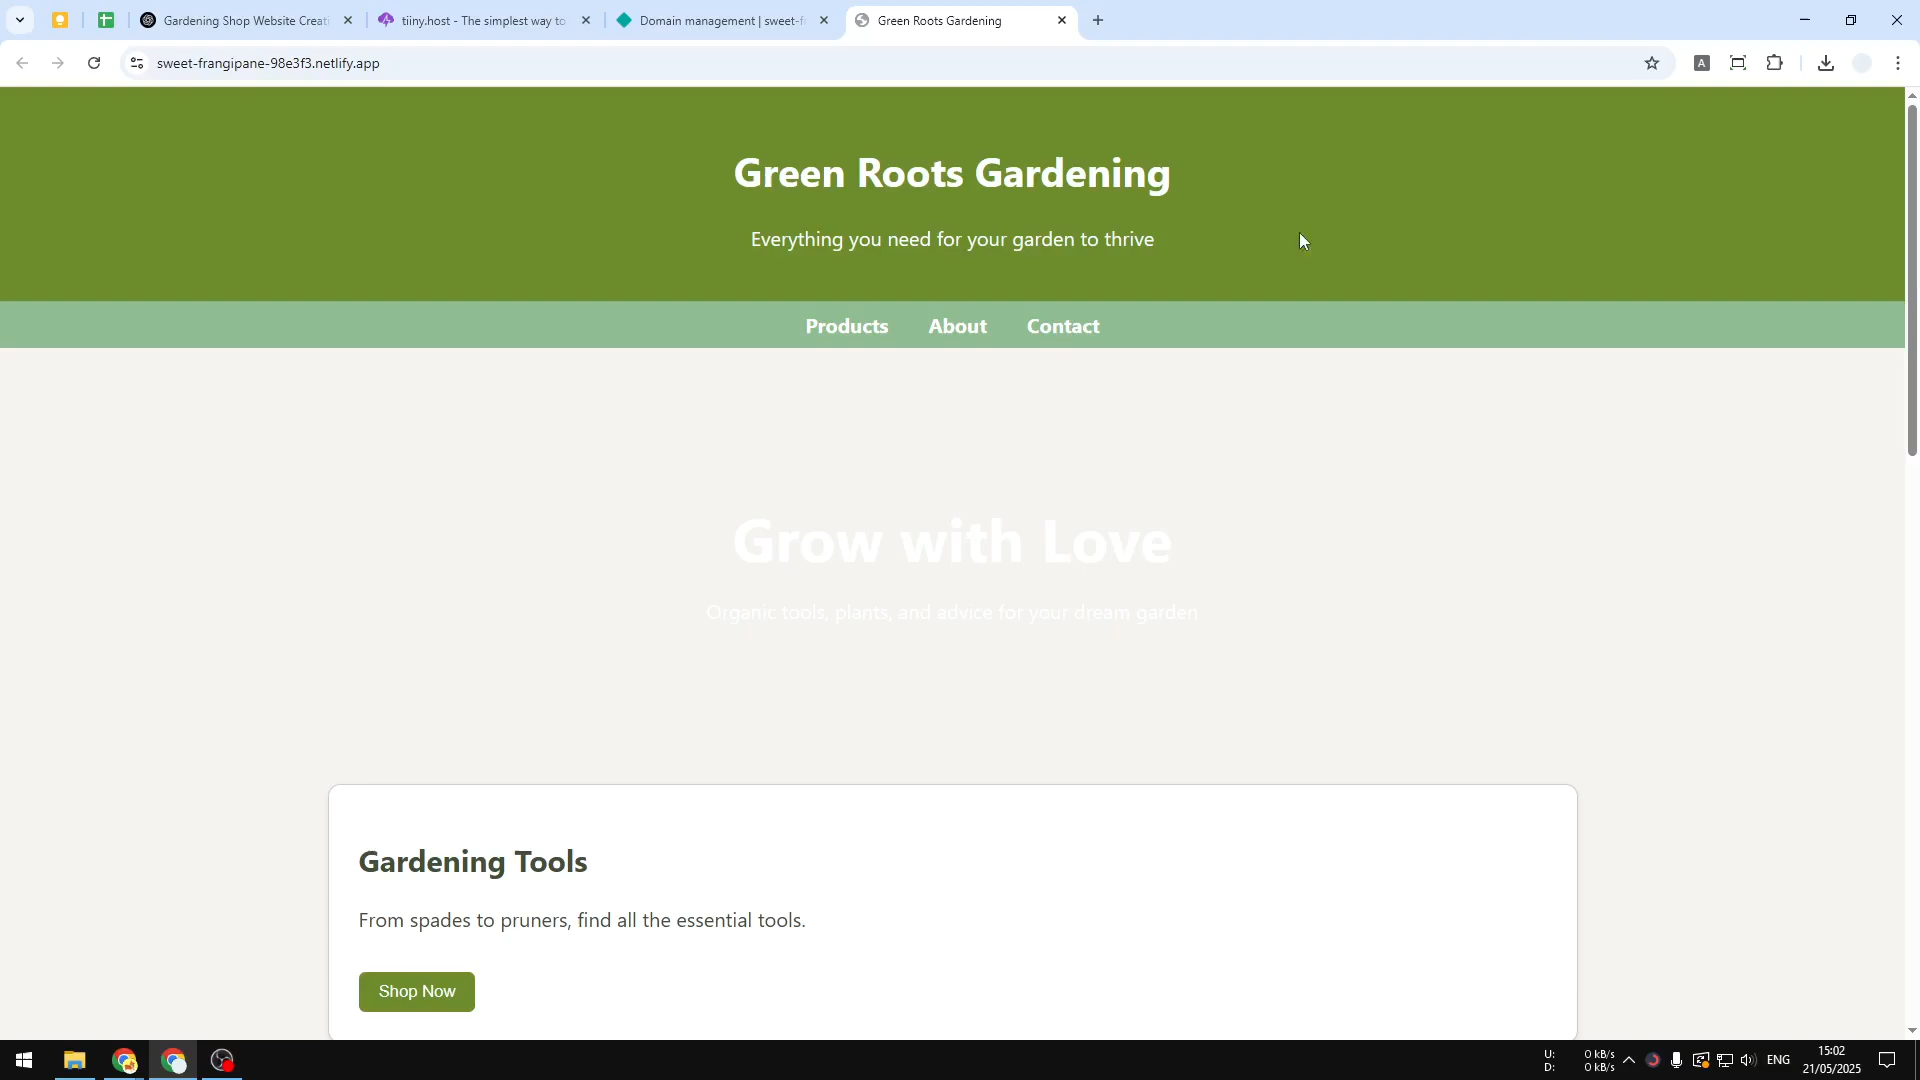 Gardening Shop Website Creati
tiiny.host - The simplest way to
Domain management | sweet-f
Green Roots Gardening
sweet-frangipane-98e3f3.netlify.app
A
Green Roots Gardening
Everything you need for your garden to thrive
Products About Contact
Grow with Love
Organic tools, plants, and advice for your dream garden
Gardening Tools
From spades to pruners, find all the essential tools.
Shop Now
U: 0 kB/s
D: 0 kB/s
ENG
15:02
21/05/2025